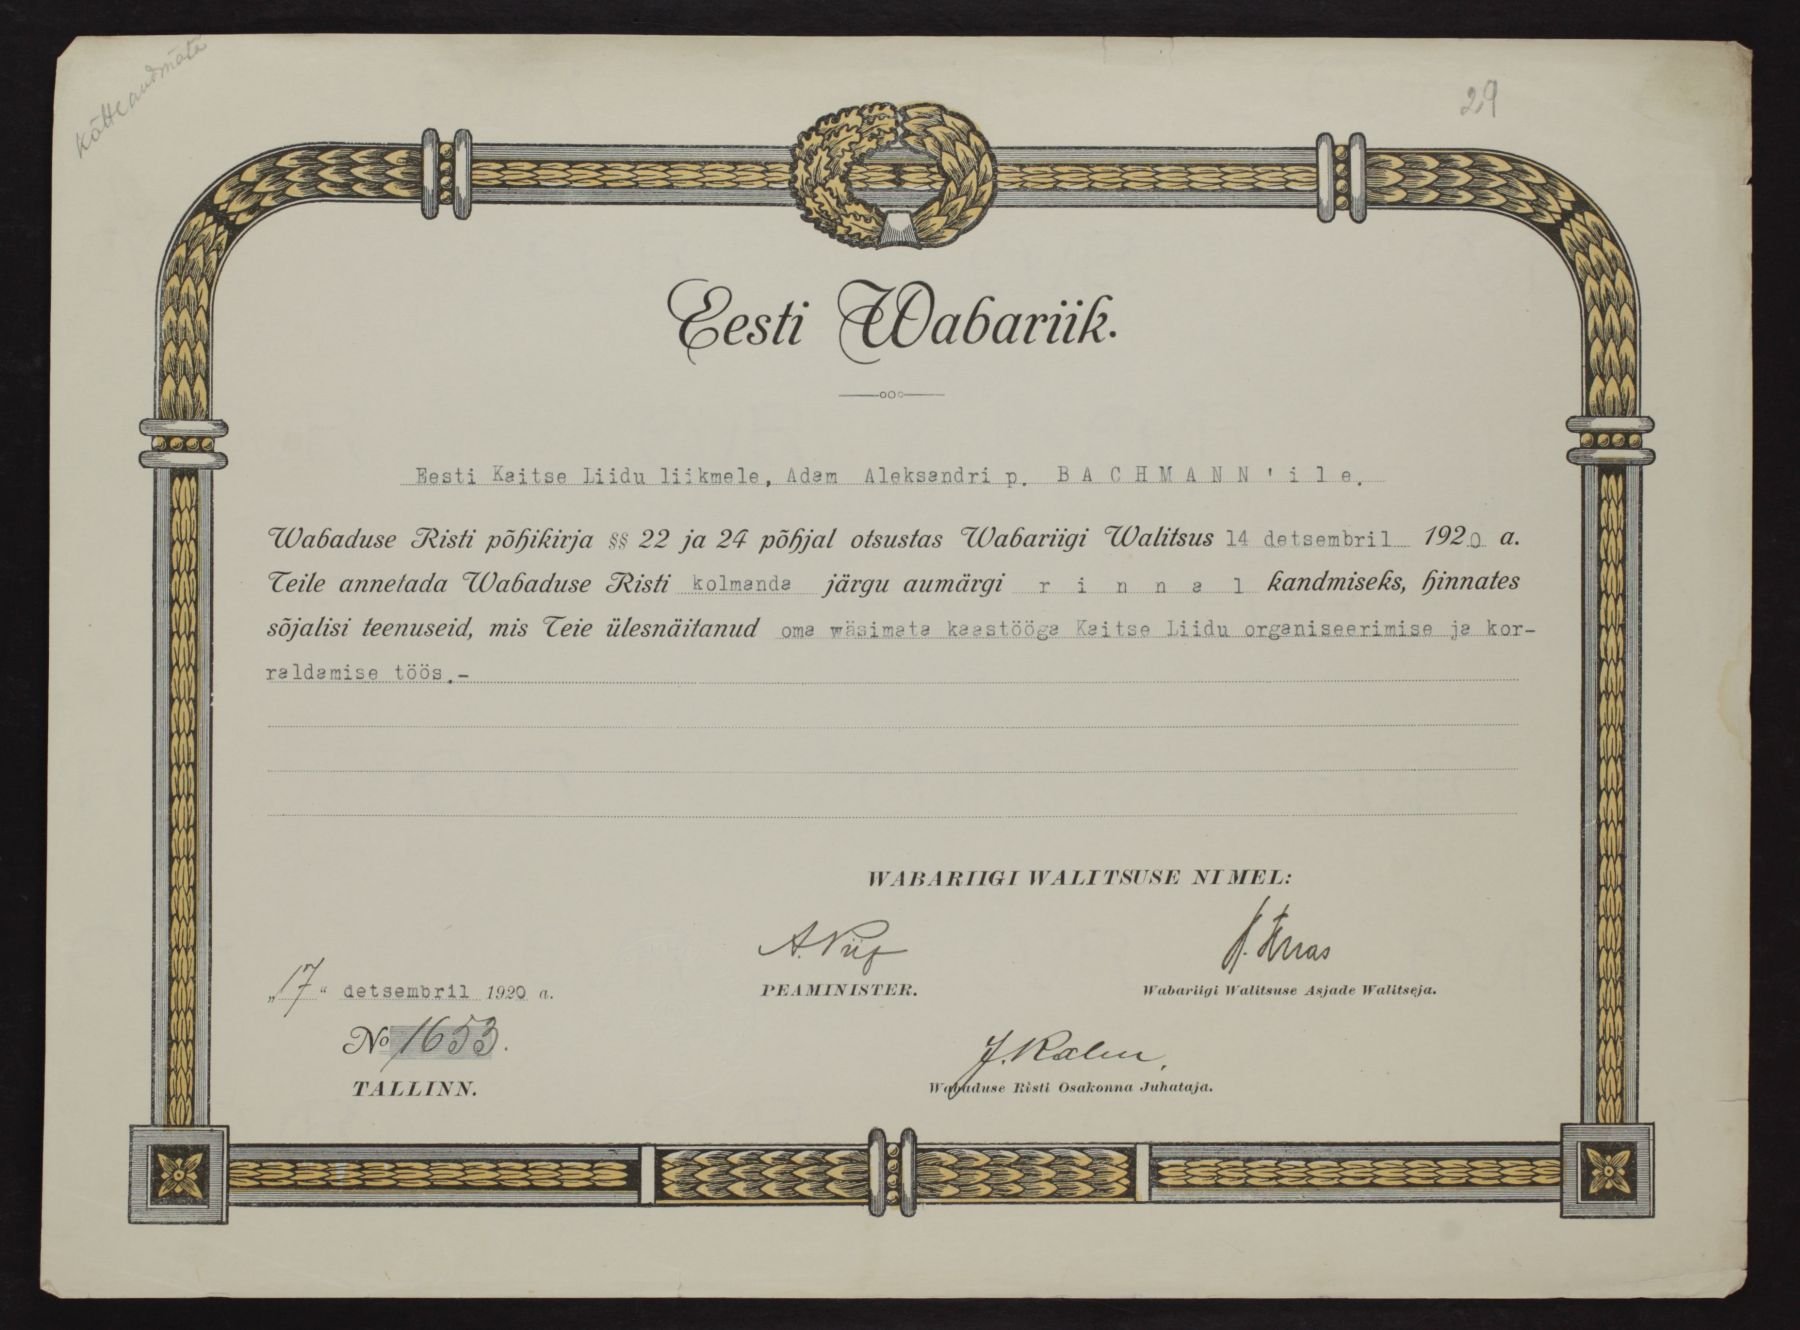 Kätteandmata
29
Eesti Wabariik.
Eesti Kaitse Liidu liikmele, Adam Aleksandri p. BACHMANN'ile.
Wabaduse Risti põhikirja §§ 22 ja 24 põhjal otsustas Wabariigi Walitsus 14 detsembril 1920 a.
Teile annetada Wabaduse Risti kolmanda järgu aumärgi rinnal kandmiseks, hinnates
sõjalisi teenuseid, mis Teie ülesnäitanud oma wäsimata kaastööga Kaitse Liidu organiseerimise ja kor-
raldamise töös.-
WABARIIGI WALITSUSE NIMEL:
A. Piip
PEAMINISTER.
Wabariigi Walitsuse Asjade Walitseja.
„17“ detsembril 1920 a.
No 1653.
TALLINN.
Wabaduse Risti Osakonna Juhataja.